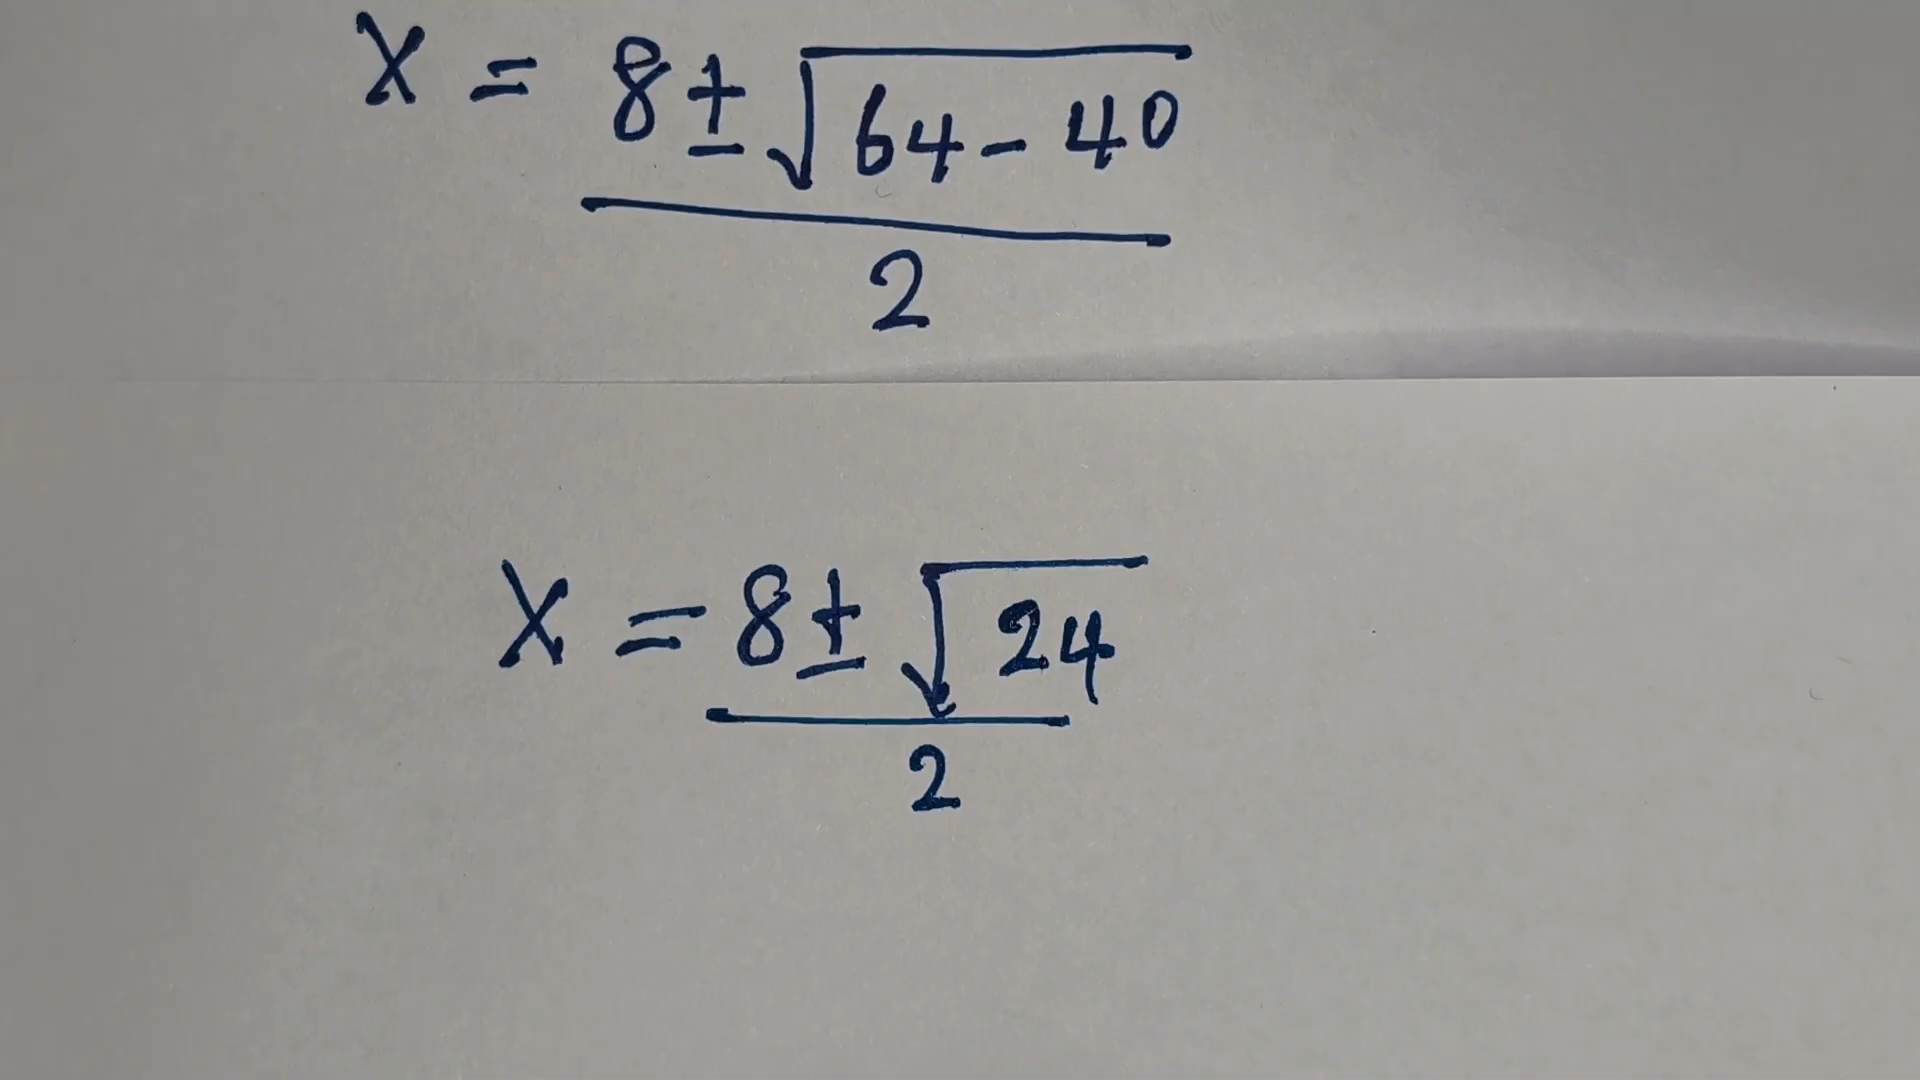 X = 8 ± √64 - 40
2
X = 8 ± √24
2